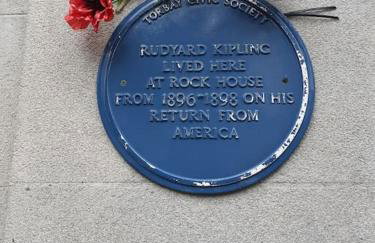 TORBAY CIVIC SOCIETY
RUDYARD KIPLING
LIVED HERE
AT ROCK HOUSE
FROM 1896-1898 ON HIS
RETURN FROM
AMERICA